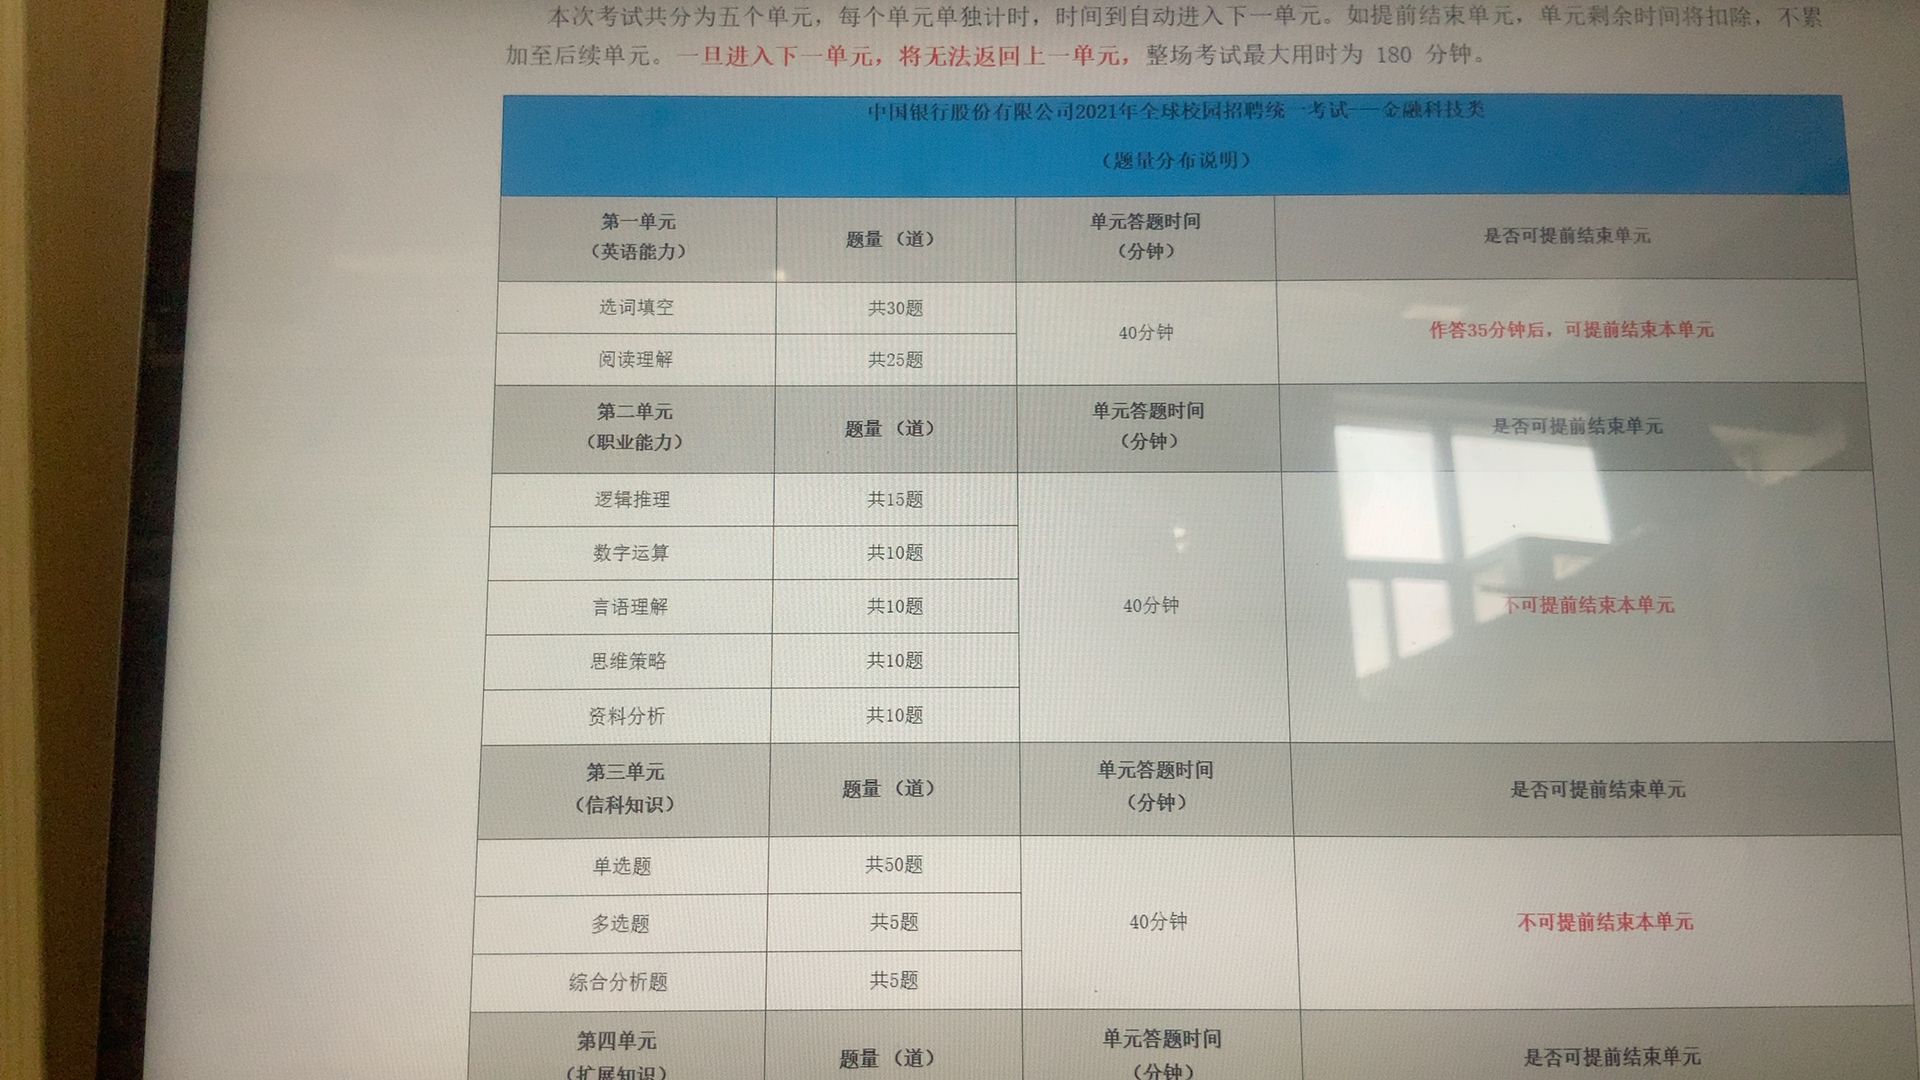 本次考试共分为五个单元，每个单元单独计时，时间到自动进入下一单元。如提前结束单元，单元剩余时间将扣除，不累
加至后续单元。一旦进入下一单元，将无法返回上一单元，整场考试最大用时为 180 分钟。
中国银行股份有限公司2021年全球校园招聘统一考试——金融科技类
（题量分布说明）
第一单元
（英语能力）
题量（道）
单元答题时间
（分钟）
是否可提前结束单元
选词填空
共30题
40分钟
作答35分钟后，可提前结束本单元
阅读理解
共25题
第二单元
（职业能力）
题量（道）
单元答题时间
（分钟）
是否可提前结束单元
逻辑推理
共15题
数字运算
共10题
言语理解
共10题
40分钟
不可提前结束本单元
思维策略
共10题
资料分析
共10题
第三单元
（信科知识）
题量（道）
单元答题时间
（分钟）
是否可提前结束单元
单选题
共50题
多选题
共5题
40分钟
不可提前结束本单元
综合分析题
共5题
第四单元
（扩展知识）
题量（道）
单元答题时间
（分钟）
是否可提前结束单元